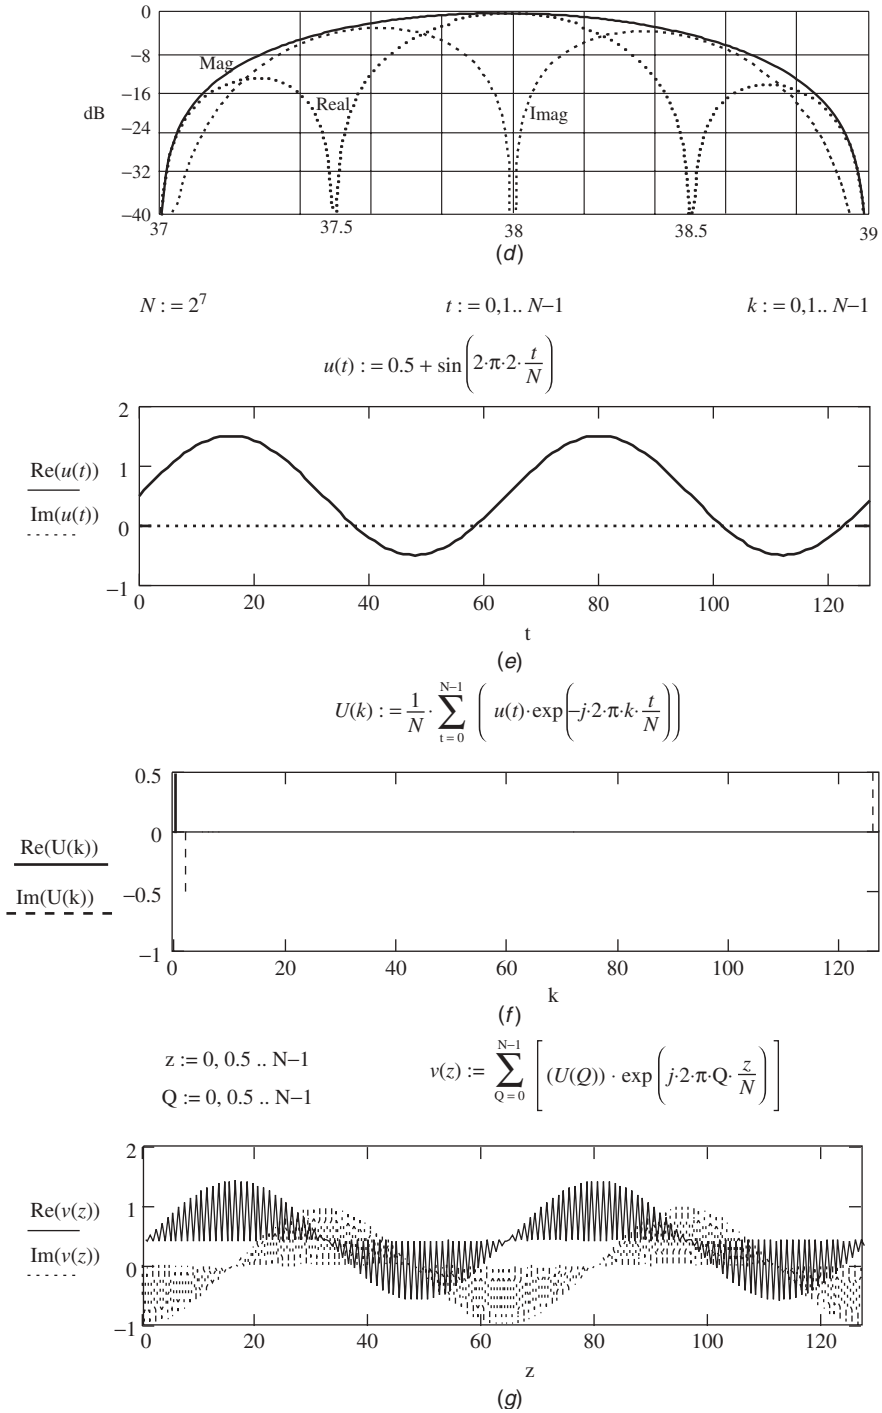 0
−8
−16
dB
−24
−32
−40
Mag
Real
Imag
37
37.5
38
38.5
39
(d)
N : = 2⁷
t : = 0,1.. N−1
k : = 0,1.. N−1
u(t) : = 0.5 + sin(2·π·2· t/N)
2
1
0
−1
Re(u(t))
Im(u(t))
0
20
40
60
80
100
120
t
(e)
U(k) : = 1/N · ∑ N−1 t = 0 ( u(t)·exp(−j·2·π·k· t/N))
0.5
0
−0.5
−1
Re(U(k))
Im(U(k))
0
20
40
60
80
100
120
k
(f)
z := 0, 0.5 .. N−1
Q := 0, 0.5 .. N−1
v(z) := ∑ N−1 Q = 0 [(U(Q)) · exp(j·2·π·Q· z/N)]
2
1
0
−1
Re(v(z))
Im(v(z))
0
20
40
60
80
100
120
z
(g)